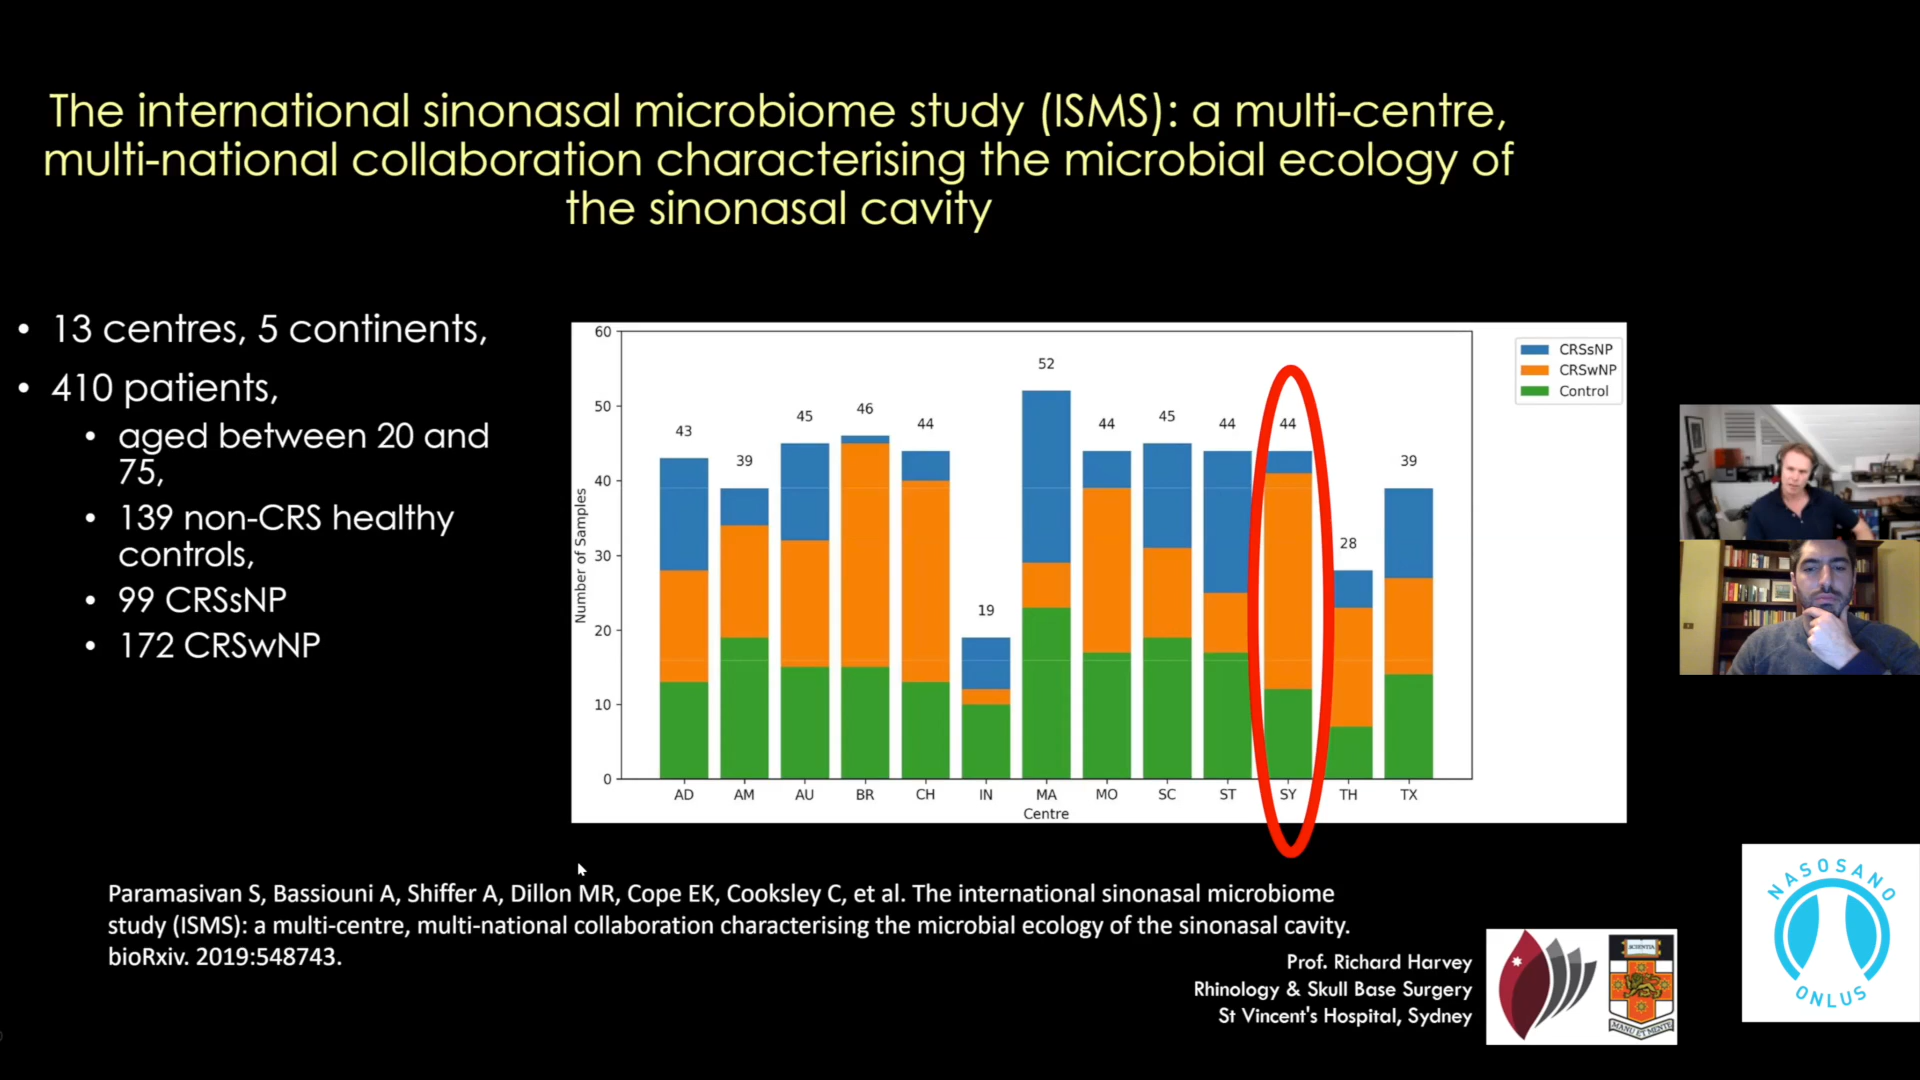 The international sinonasal microbiome study (ISMS): a multi-centre,
multi-national collaboration characterising the microbial ecology of
the sinonasal cavity
• 13 centres, 5 continents,
• 410 patients,
• aged between 20 and
75,
• 139 non-CRS healthy
controls,
• 99 CRSsNP
• 172 CRSwNP
60
50
40
30
20
10
0
Number of Samples
43
39
45
46
44
19
52
44
45
44
44
28
39
AD AM AU BR CH IN MA MO SC ST SY TH TX
Centre
CRSsNP
CRSwNP
Control
Paramasivan S, Bassiouni A, Shiffer A, Dillon MR, Cope EK, Cooksley C, et al. The international sinonasal microbiome
study (ISMS): a multi-centre, multi-national collaboration characterising the microbial ecology of the sinonasal cavity.
bioRxiv. 2019:548743.
Prof. Richard Harvey
Rhinology & Skull Base Surgery
St Vincent's Hospital, Sydney
SCIENTIA
MANU ET MENTE
NASOSANO
ONLUS